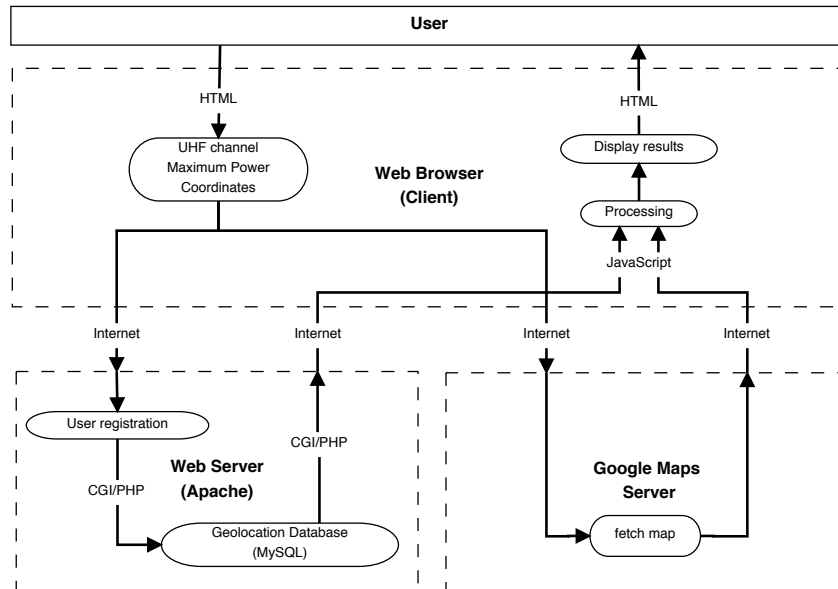 User
HTML
HTML
UHF channel
Maximum Power
Coordinates
Display results
Web Browser
(Client)
Processing
JavaScript
Internet
Internet
Internet
Internet
User registration
CGI/PHP
Web Server
(Apache)
CGI/PHP
Geolocation Database
(MySQL)
Google Maps
Server
fetch map